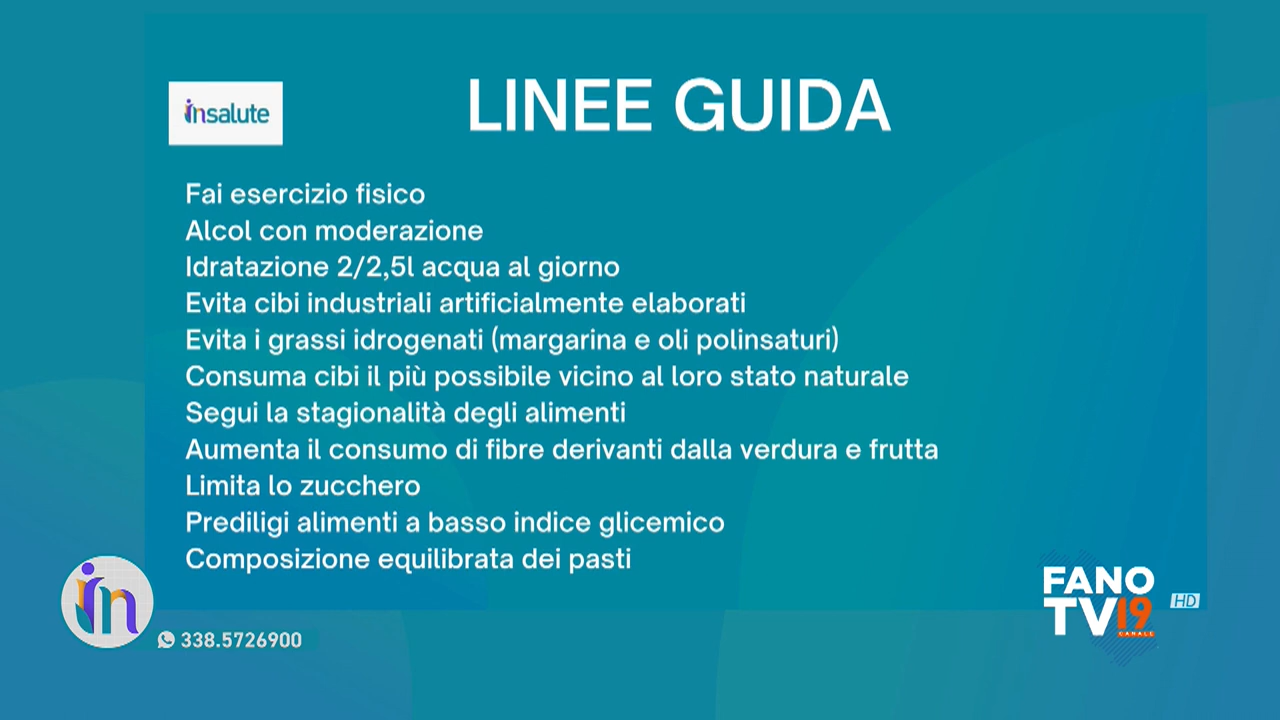 insalute
LINEE GUIDA
Fai esercizio fisico
Alcol con moderazione
Idratazione 2/2,5l acqua al giorno
Evita cibi industriali artificialmente elaborati
Evita i grassi idrogenati (margarina e oli polinsaturi)
Consuma cibi il più possibile vicino al loro stato naturale
Segui la stagionalità degli alimenti
Aumenta il consumo di fibre derivanti dalla verdura e frutta
Limita lo zucchero
Prediligi alimenti a basso indice glicemico
Composizione equilibrata dei pasti
in
338.5726900
FANO
TV19
CANALE
HD